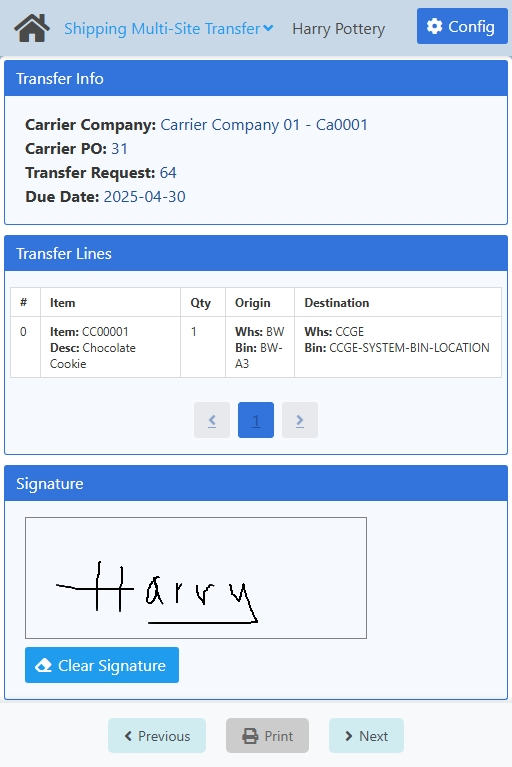 Shipping Multi-Site Transfer Harry Pottery Config
Transfer Info
Carrier Company: Carrier Company 01 - Ca0001
Carrier PO: 31
Transfer Request: 64
Due Date: 2025-04-30
Transfer Lines
# Item Qty Origin Destination
0 Item: CC00001 1 Whs: BW Whs: CCGE
Desc: Chocolate Bin: BW- Bin: CCGE-SYSTEM-BIN-LOCATION
Cookie A3
1
Signature
Harry
Clear Signature
Previous Print Next